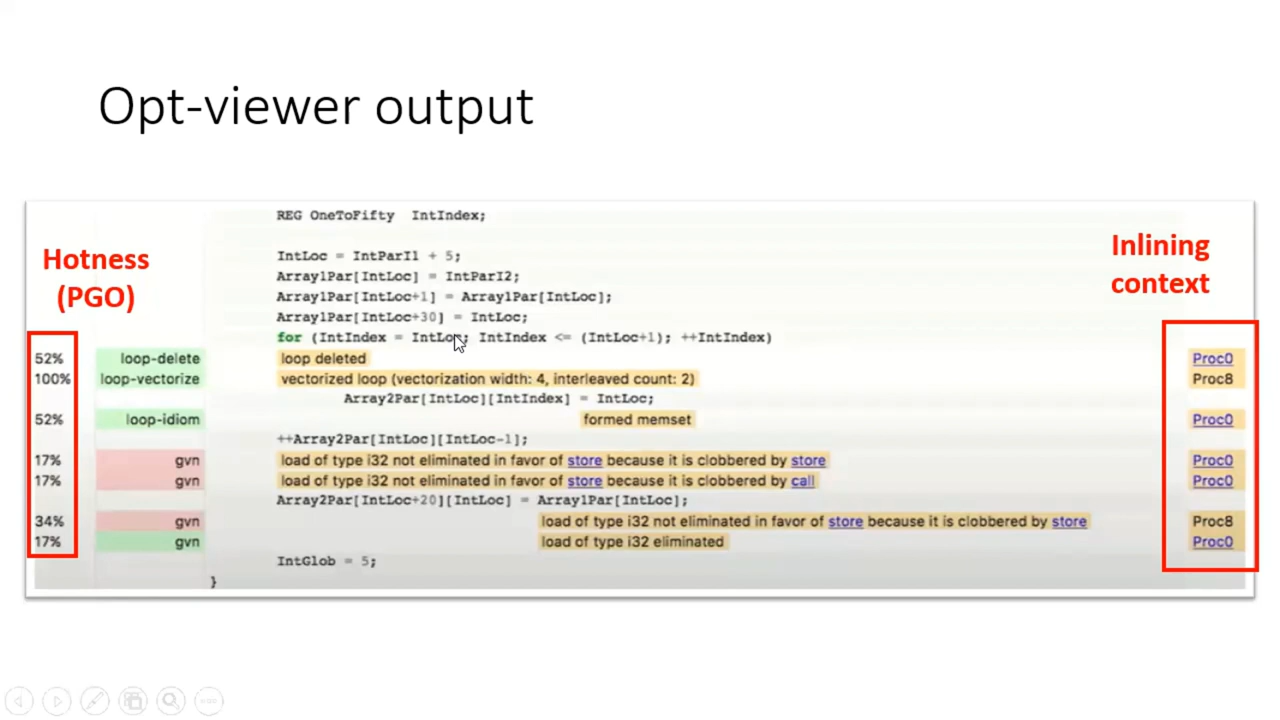 Opt-viewer output
Hotness
(PGO)
Inlining
context
REG OneToFifty IntIndex;
IntLoc = IntParI1 + 5;
Array1Par[IntLoc] = IntParI2;
Array1Par[IntLoc+1] = Array1Par[IntLoc];
Array1Par[IntLoc+30] = IntLoc;
for (IntIndex = IntLoc; IntIndex <= (IntLoc+1); ++IntIndex)
52% loop-delete loop deleted Proc0
100% loop-vectorize vectorized loop (vectorization width: 4, interleaved count: 2) Proc8
Array2Par[IntLoc][IntIndex] = IntLoc;
52% loop-idiom formed memset Proc0
++Array2Par[IntLoc][IntLoc-1];
17% gvn load of type i32 not eliminated in favor of store because it is clobbered by store Proc0
17% gvn load of type i32 not eliminated in favor of store because it is clobbered by call Proc0
Array2Par[IntLoc+20][IntLoc] = Array1Par[IntLoc];
34% gvn load of type i32 not eliminated in favor of store because it is clobbered by store Proc8
17% gvn load of type i32 eliminated Proc0
IntGlob = 5;
}